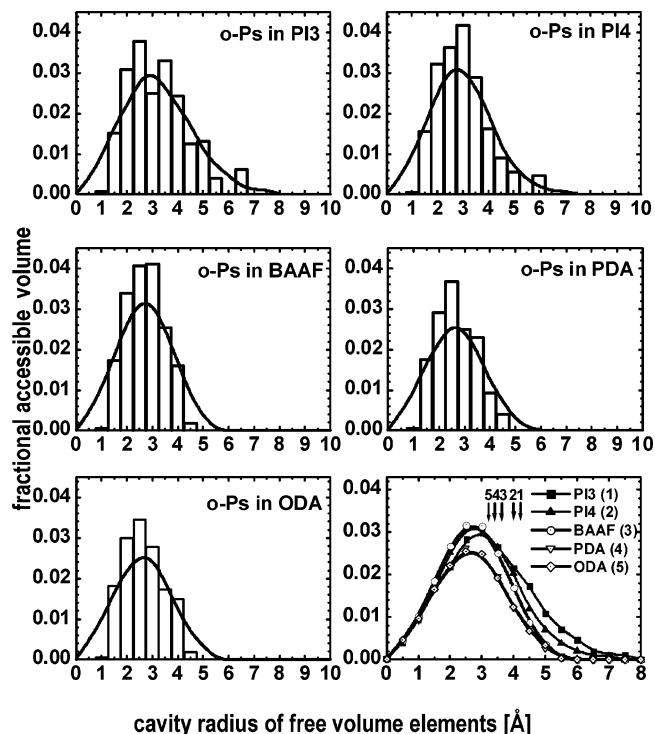 o-Ps in PI3
0.04
0.03
0.02
0.01
0.00
0 1 2 3 4 5 6 7 8 9 10
o-Ps in PI4
0.04
0.03
0.02
0.01
0.00
0 1 2 3 4 5 6 7 8 9 10
fractional accessible volume
o-Ps in BAAF
0.04
0.03
0.02
0.01
0.00
0 1 2 3 4 5 6 7 8 9 10
o-Ps in PDA
0.04
0.03
0.02
0.01
0.00
0 1 2 3 4 5 6 7 8 9 10
o-Ps in ODA
0.04
0.03
0.02
0.01
0.00
0 1 2 3 4 5 6 7 8 9 10
543 21
PI3 (1)
PI4 (2)
BAAF (3)
PDA (4)
ODA (5)
0.04
0.03
0.02
0.01
0.00
0 1 2 3 4 5 6 7 8
cavity radius of free volume elements [Å]